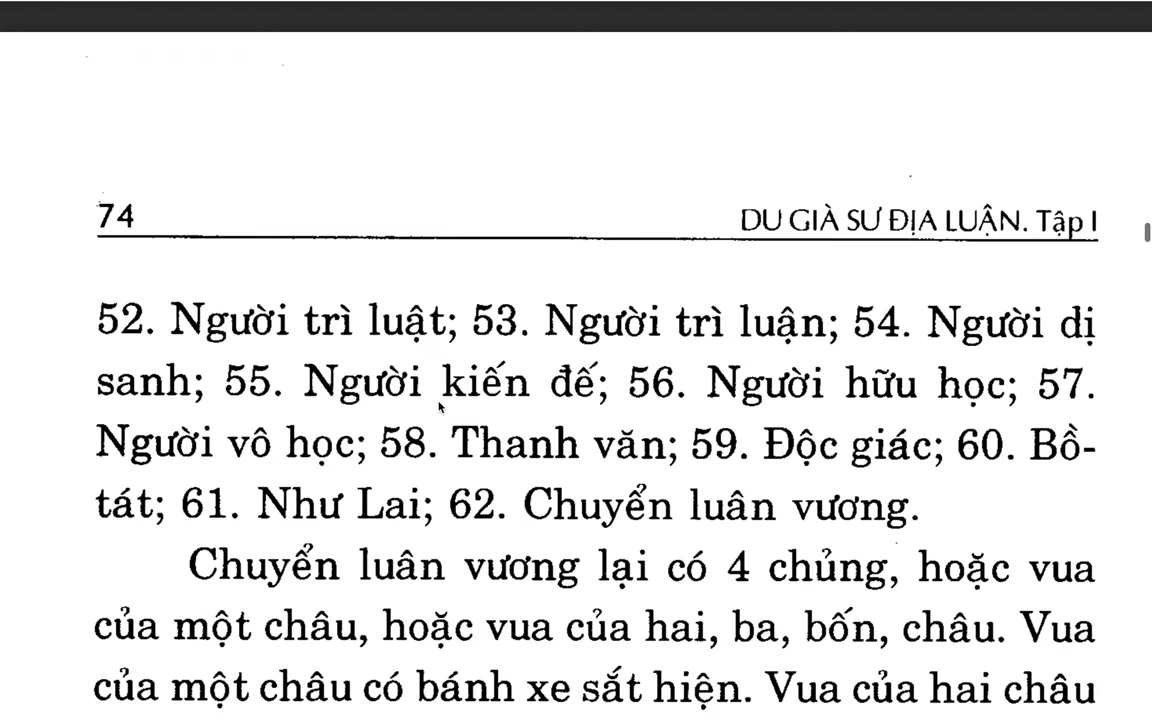 74 DU GIÀ SƯ ĐỊA LUẬN. Tập I
52. Người trì luật; 53. Người trì luận; 54. Người dị
sanh; 55. Người kiến đế; 56. Người hữu học; 57.
Người vô học; 58. Thanh văn; 59. Độc giác; 60. Bồ-
tát; 61. Như Lai; 62. Chuyển luân vương.
Chuyển luân vương lại có 4 chủng, hoặc vua
của một châu, hoặc vua của hai, ba, bốn, châu. Vua
của một châu có bánh xe sắt hiện. Vua của hai châu